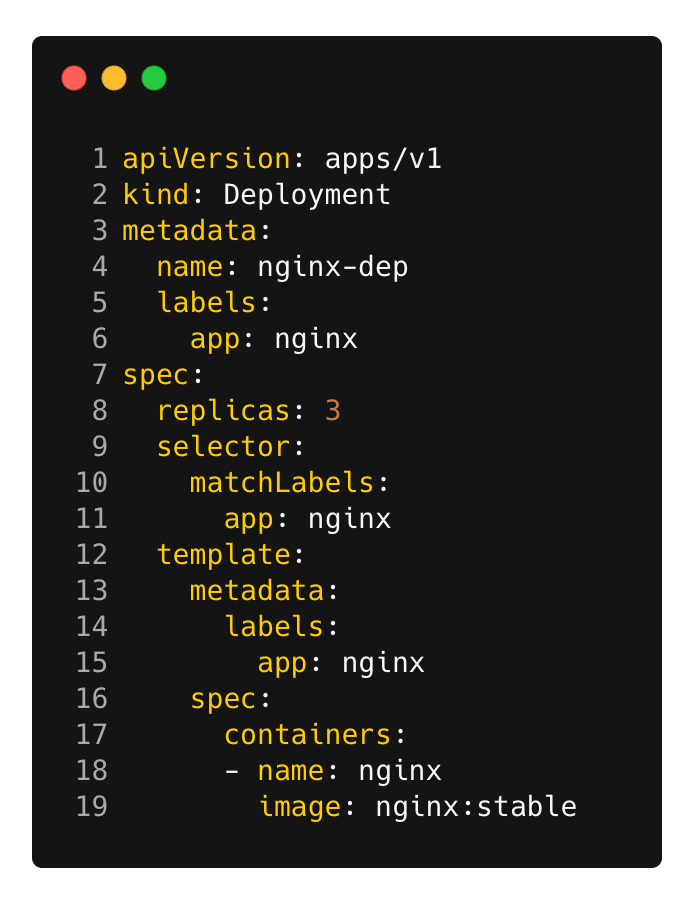 1 apiVersion: apps/v1
2 kind: Deployment
3 metadata:
4   name: nginx-dep
5   labels:
6     app: nginx
7 spec:
8   replicas: 3
9   selector:
10     matchLabels:
11       app: nginx
12   template:
13     metadata:
14       labels:
15         app: nginx
16     spec:
17       containers:
18       - name: nginx
19         image: nginx:stable